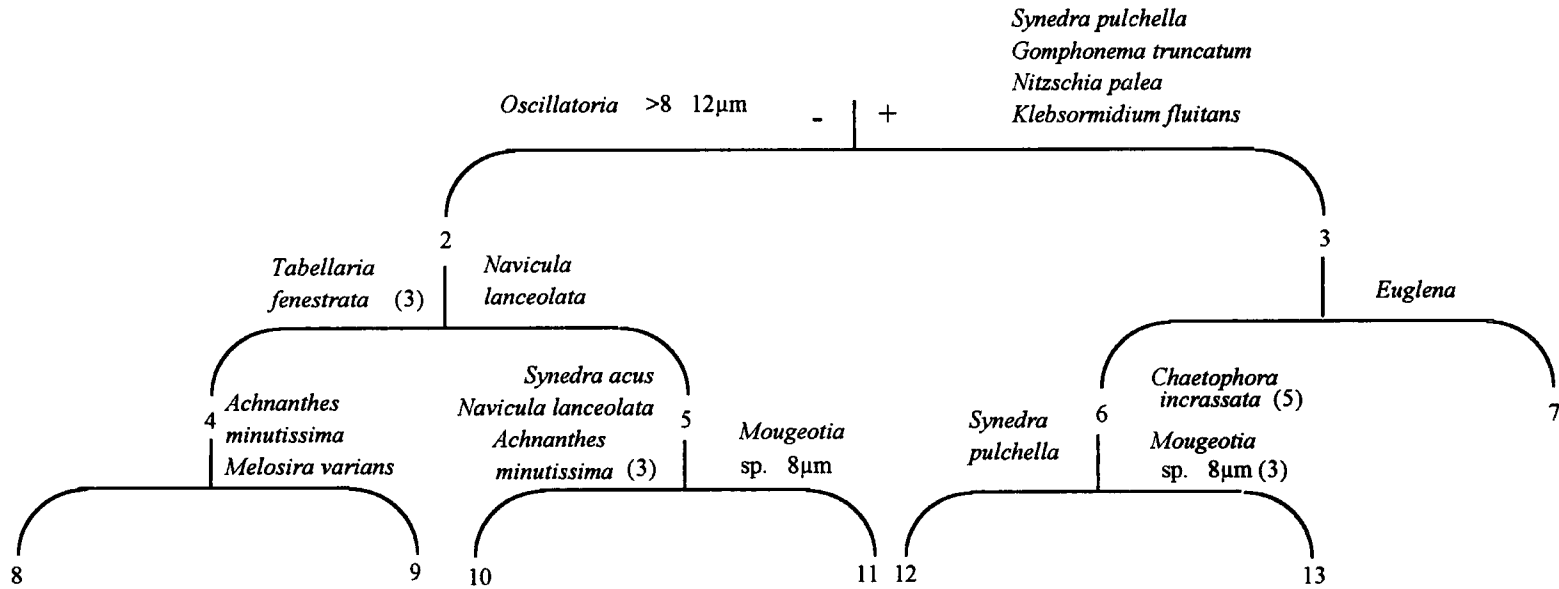 Synedra pulchella
Gomphonema truncatum
Nitzschia palea
Klebsormidium fluitans
Oscillatoria >8 12µm
- +
2
3
Tabellaria
fenestrata (3)
Navicula
lanceolata
Euglena
4
Achnanthes
minutissima
Melosira varians
Synedra acus
Navicula lanceolata
Achnanthes
minutissima (3)
5
Mougeotia
sp. 8µm
Synedra
pulchella
6
Chaetophora
incrassata (5)
Mougeotia
sp. 8µm (3)
7
8
9
10
11
12
13